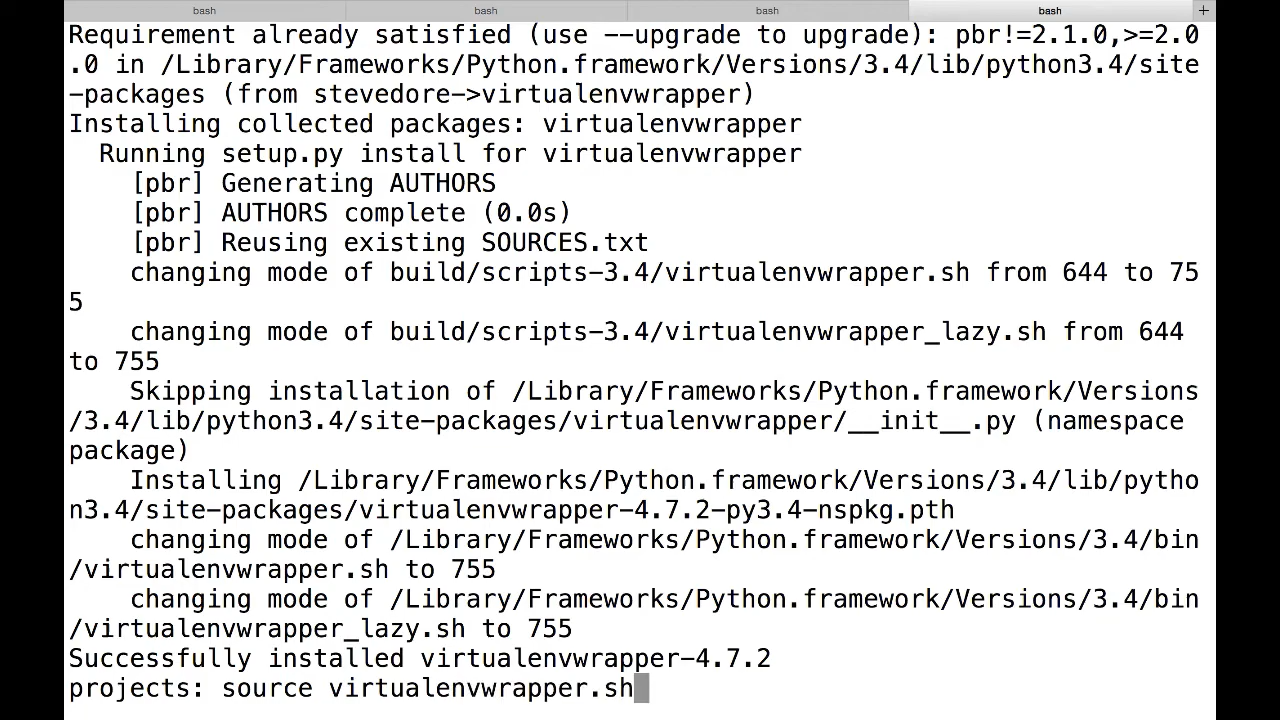 bash bash bash bash +
Requirement already satisfied (use --upgrade to upgrade): pbr!=2.1.0,>=2.0
.0 in /Library/Frameworks/Python.framework/Versions/3.4/lib/python3.4/site
-packages (from stevedore->virtualenvwrapper)
Installing collected packages: virtualenvwrapper
  Running setup.py install for virtualenvwrapper
    [pbr] Generating AUTHORS
    [pbr] AUTHORS complete (0.0s)
    [pbr] Reusing existing SOURCES.txt
    changing mode of build/scripts-3.4/virtualenvwrapper.sh from 644 to 75
5
    changing mode of build/scripts-3.4/virtualenvwrapper_lazy.sh from 644
to 755
    Skipping installation of /Library/Frameworks/Python.framework/Versions
/3.4/lib/python3.4/site-packages/virtualenvwrapper/__init__.py (namespace
package)
    Installing /Library/Frameworks/Python.framework/Versions/3.4/lib/pytho
n3.4/site-packages/virtualenvwrapper-4.7.2-py3.4-nspkg.pth
    changing mode of /Library/Frameworks/Python.framework/Versions/3.4/bin
/virtualenvwrapper.sh to 755
    changing mode of /Library/Frameworks/Python.framework/Versions/3.4/bin
/virtualenvwrapper_lazy.sh to 755
Successfully installed virtualenvwrapper-4.7.2
projects: source virtualenvwrapper.sh